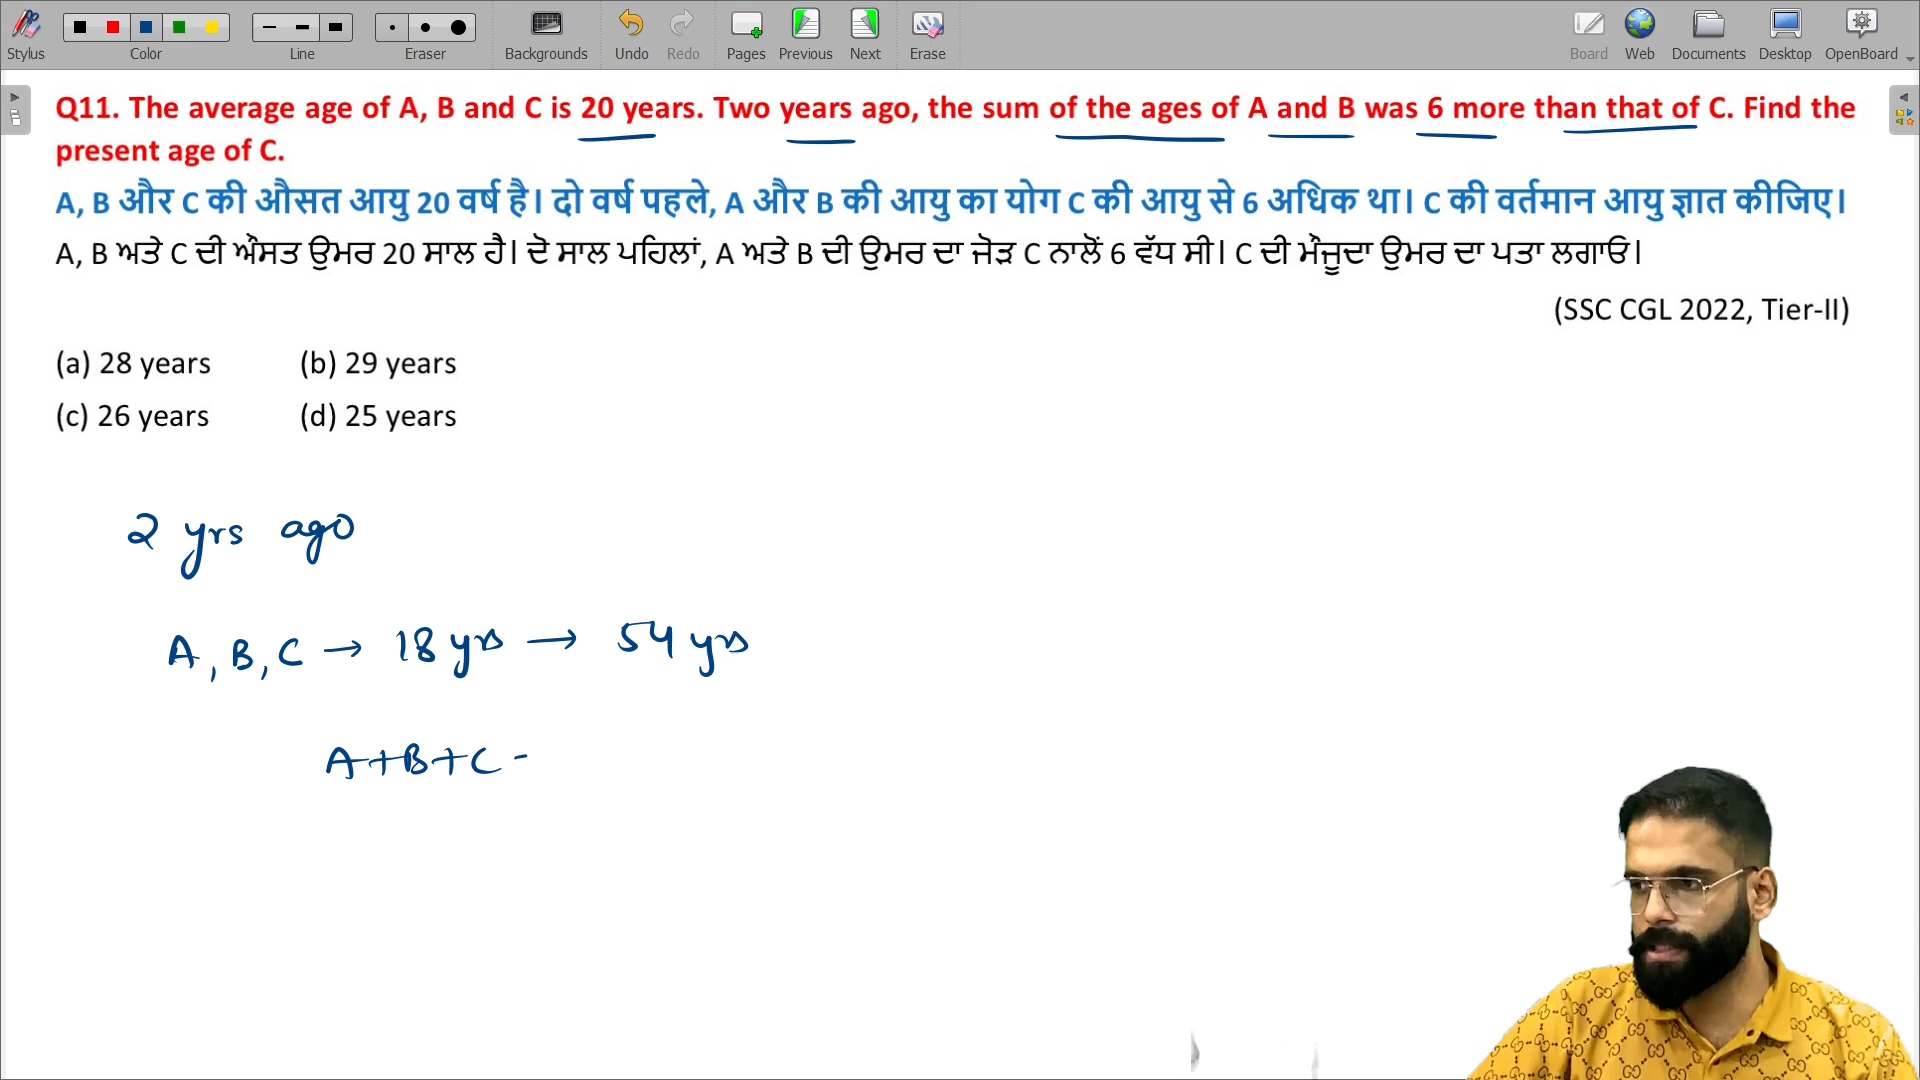 Stylus Color Line Eraser Backgrounds Undo Redo Pages Previous Next Erase Board Web Documents Desktop OpenBoard
Q11. The average age of A, B and C is 20 years. Two years ago, the sum of the ages of A and B was 6 more than that of C. Find the
present age of C.
A, B और C की औसत आयु 20 वर्ष है। दो वर्ष पहले, A और B की आयु का योग C की आयु से 6 अधिक था। C की वर्तमान आयु ज्ञात कीजिए।
A, B ਅਤੇ C ਦੀ ਔਸਤ ਉਮਰ 20 ਸਾਲ ਹੈ। ਦੋ ਸਾਲ ਪਹਿਲਾਂ, A ਅਤੇ B ਦੀ ਉਮਰ ਦਾ ਜੋੜ C ਨਾਲੋਂ 6 ਵੱਧ ਸੀ। C ਦੀ ਮੌਜੂਦਾ ਉਮਰ ਦਾ ਪਤਾ ਲਗਾਓ।
(SSC CGL 2022, Tier-II)
(a) 28 years (b) 29 years
(c) 26 years (d) 25 years
2 yrs ago
A, B, C → 18 yrs → 54 yrs
A+B+C -